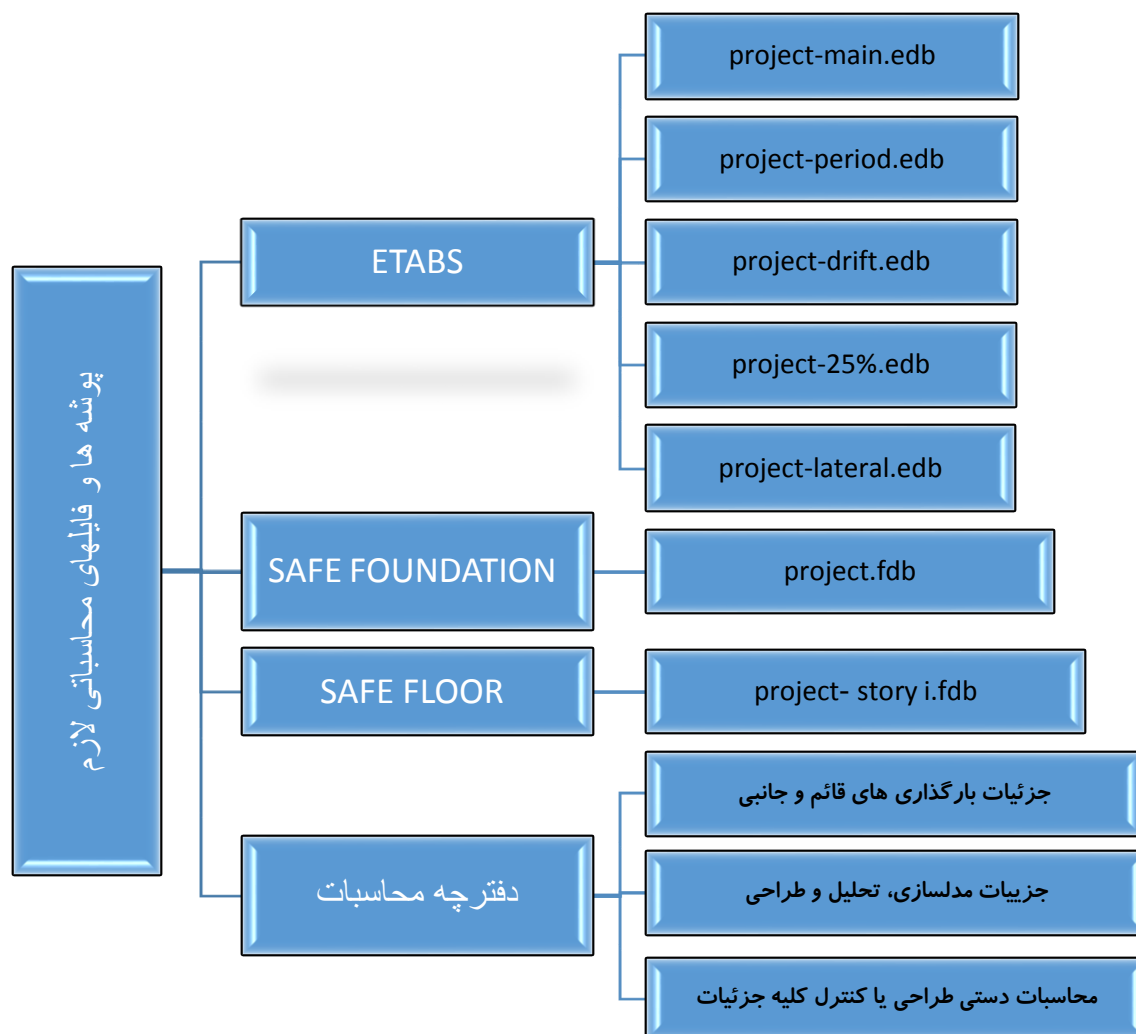 پوشه ها و فایلهای محاسباتی لازم
ETABS
project-main.edb
project-period.edb
project-drift.edb
project-25%.edb
project-lateral.edb
SAFE FOUNDATION
project.fdb
SAFE FLOOR
project- story i.fdb
دفترچه محاسبات
جزئیات بارگذاری های قائم و جانبی
جزییات مدلسازی، تحلیل و طراحی
محاسبات دستی طراحی یا کنترل کلیه جزئیات